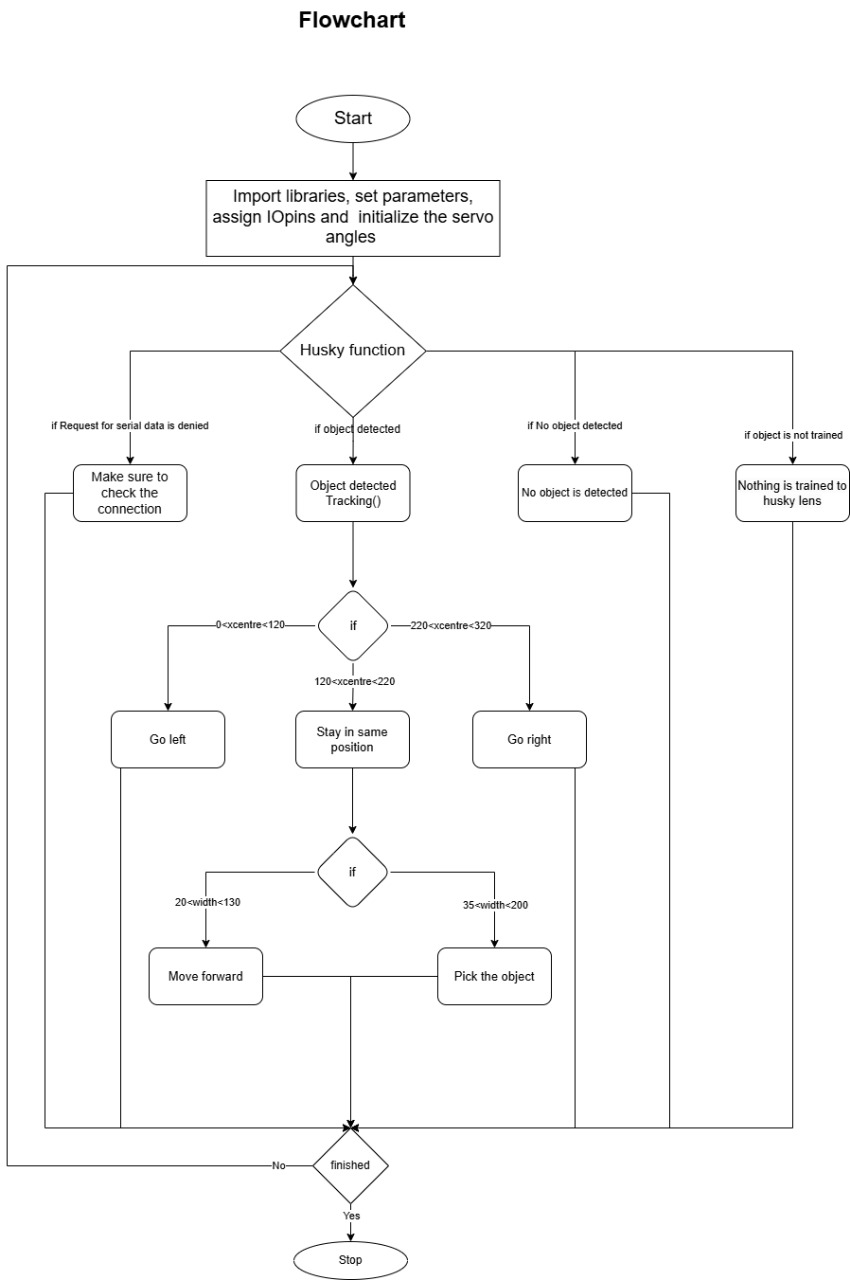 Flowchart
Start
Import libraries, set parameters,
assign IOpins and  initialize the servo
angles
Husky function
if Request for serial data is denied
if object detected
if No object detected
if object is not trained
Make sure to
check the
connection
Object detected
Tracking()
No object is detected
Nothing is trained to
husky lens
0<xcentre<120
if
220<xcentre<320
120<xcentre<220
Go left
Stay in same
position
Go right
if
20<width<130
35<width<200
Move forward
Pick the object
No
finished
Yes
Stop